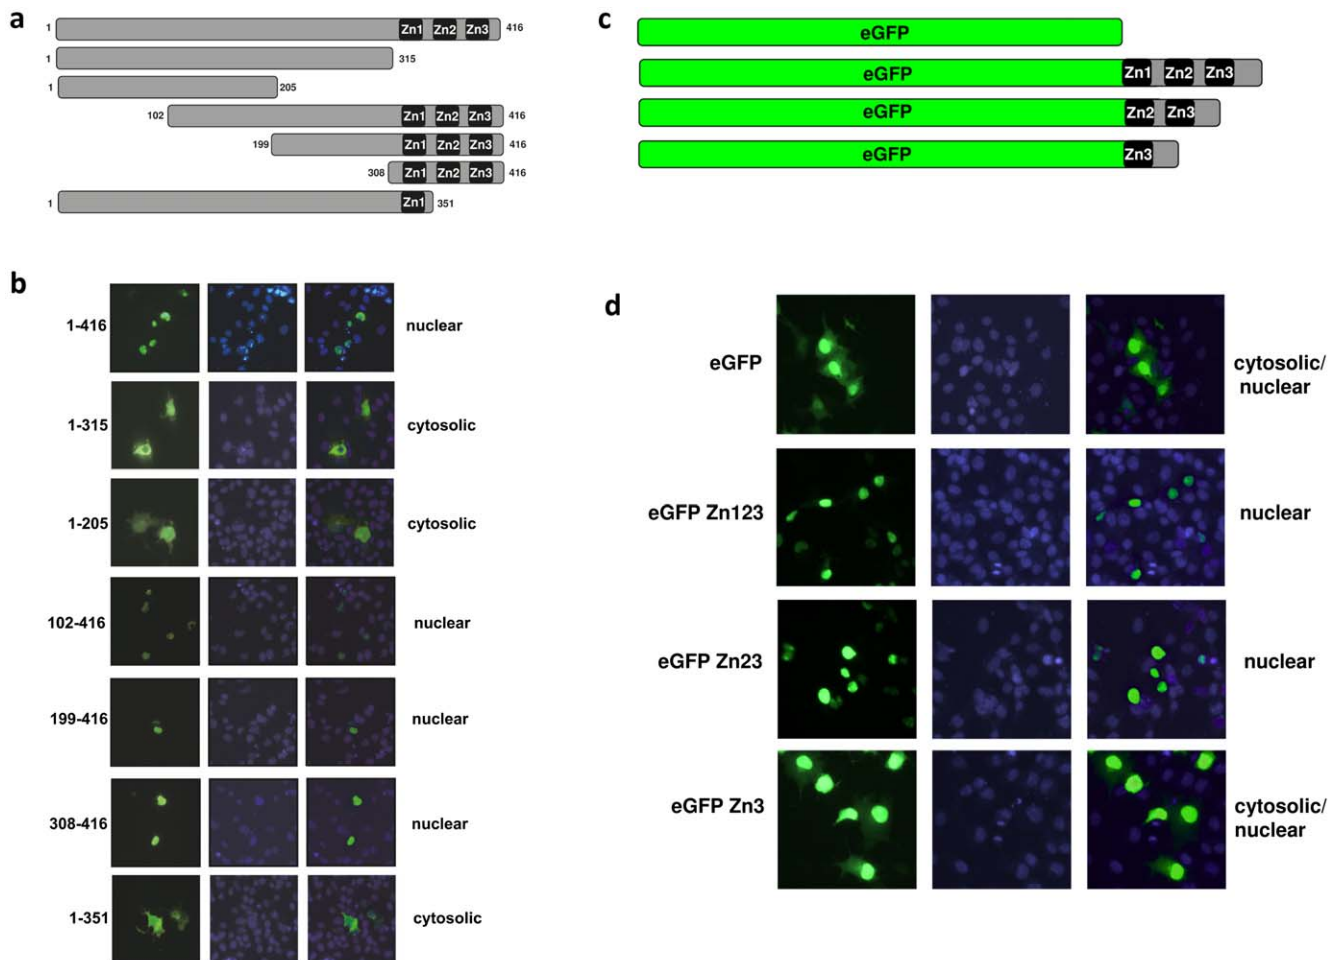 a
1 Zn1 Zn2 Zn3 416
1 315
1 205
102 Zn1 Zn2 Zn3 416
199 Zn1 Zn2 Zn3 416
308 Zn1 Zn2 Zn3 416
1 Zn1 351
b
1-416 nuclear
1-315 cytosolic
1-205 cytosolic
102-416 nuclear
199-416 nuclear
308-416 nuclear
1-351 cytosolic
c
eGFP
eGFP Zn1 Zn2 Zn3
eGFP Zn2 Zn3
eGFP Zn3
d
eGFP cytosolic/
nuclear
eGFP Zn123 nuclear
eGFP Zn23 nuclear
eGFP Zn3 cytosolic/
nuclear